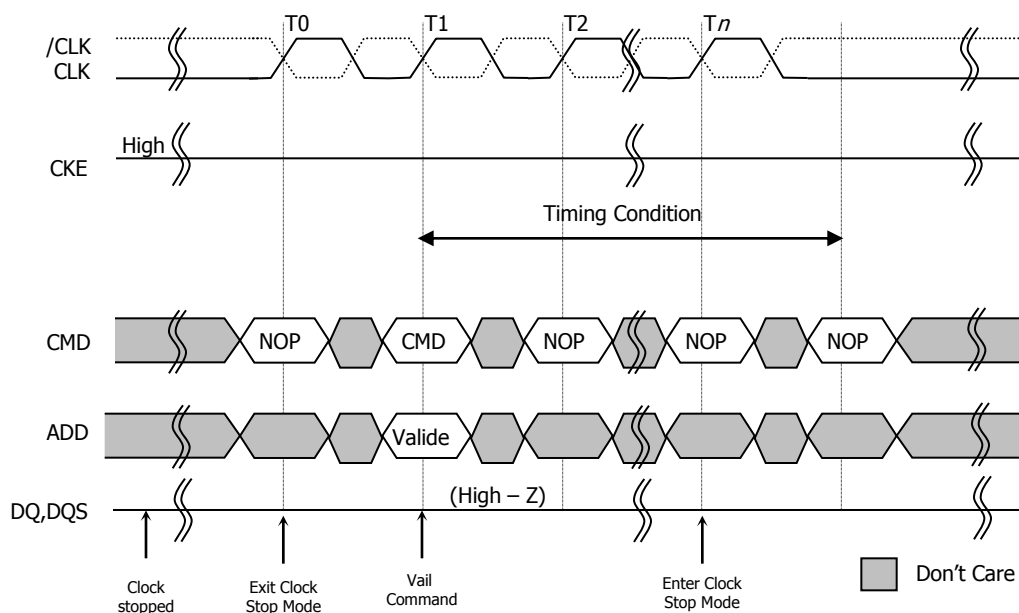 T0 T1 T2 Tn
/CLK
CLK
High
CKE
Timing Condition
CMD NOP CMD NOP NOP NOP
ADD Valide
(High – Z)
DQ,DQS
Clock
stopped
Exit Clock
Stop Mode
Vail
Command
Enter Clock
Stop Mode
Don't Care